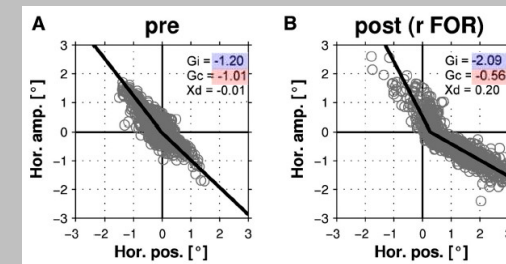 A pre
Gi = -1.20
Gc = -1.01
Xd = -0.01
3
2
1
0
−1
−2
−3
Hor. amp. [°]
−3 −2 −1 0 1 2 3
Hor. pos. [°]
B post (r FOR)
Gi = -2.09
Gc = -0.56
Xd = 0.20
3
2
1
0
−1
−2
−3
Hor. amp. [°]
−3 −2 −1 0 1 2
Hor. pos. [°]